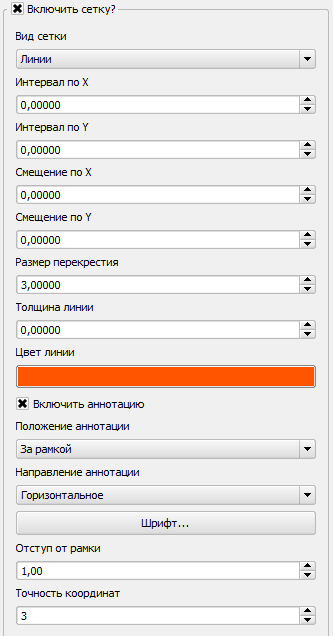 Включить сетку?
Вид сетки
Линии
Интервал по X
0,00000
Интервал по Y
0,00000
Смещение по X
0,00000
Смещение по Y
0,00000
Размер перекрестия
3,00000
Толщина линии
0,00000
Цвет линии
Включить аннотацию
Положение аннотации
За рамкой
Направление аннотации
Горизонтальное
Шрифт...
Отступ от рамки
1,00
Точность координат
3